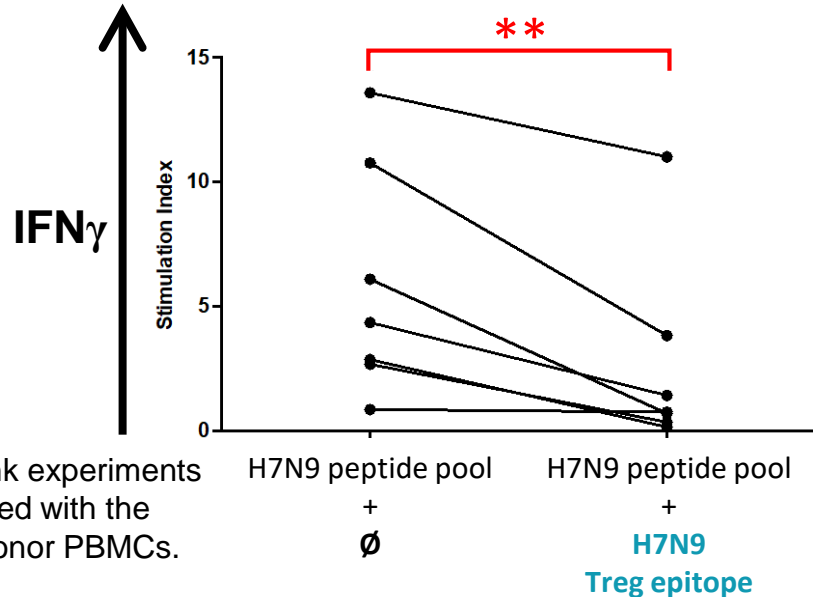 **
15
10
5
0
Stimulation Index
IFNγ
nk experiments
ed with the
onor PBMCs.
H7N9 peptide pool
+
Ø
H7N9 peptide pool
+
H7N9
Treg epitope